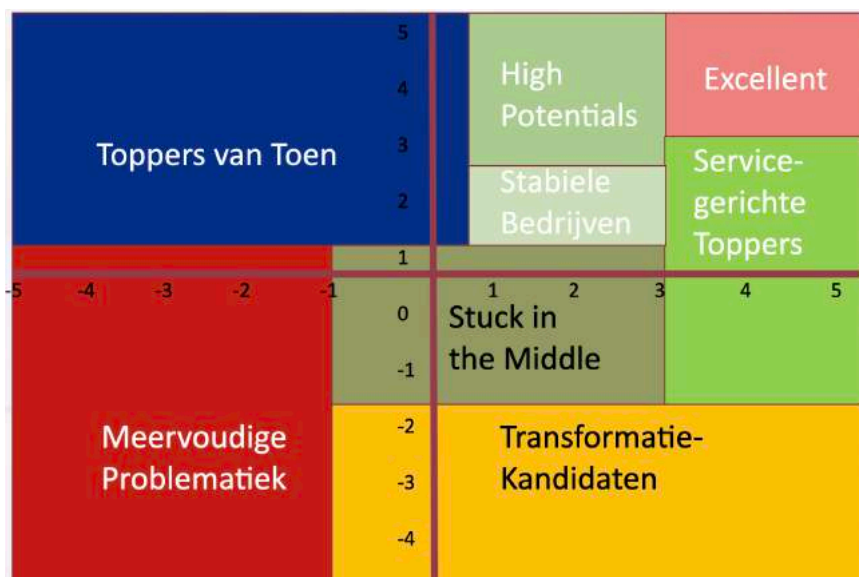 5
4
3
2
1
0
-1
-2
-3
-4
-5
-4
-3
-2
-1
1
2
3
4
5
Toppers van Toen
High
Potentials
Excellent
Stabiele
Bedrijven
Service-
gerichte
Toppers
Stuck in
the Middle
Meervoudige
Problematiek
Transformatie-
Kandidaten